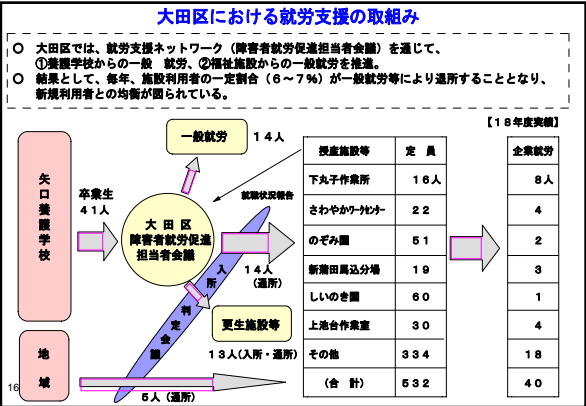 大田区における就労支援の取組み
○ 大田区では、就労支援ネットワーク（障害者就労促進担当者会議）を通じて、
①養護学校からの一般 就労、②福祉施設からの一般就労を推進。
○ 結果として、毎年、施設利用者の一定割合（６～７％）が一般就労等により退所することとなり、
新規利用者との均衡が図られている。
【１８年度実績】
矢口養護学校
卒業生
４１人
一般就労
１４人
大田区
障害者就労促進
担当者会議
就職状況報告
１４人
（通所）
入所判定会議
更生施設等
１３人（入所・通所）
地域
５人（通所）
授産施設等 定員 企業就労
下丸子作業所 １６人 ８人
さわやかワークセンター ２２ ４
のぞみ園 ５１ ２
新蒲田馬込分場 １９ ３
しいのき園 ６０ １
上池台作業室 ３０ ４
その他 ３３４ １８
（合 計） ５３２ ４０
16